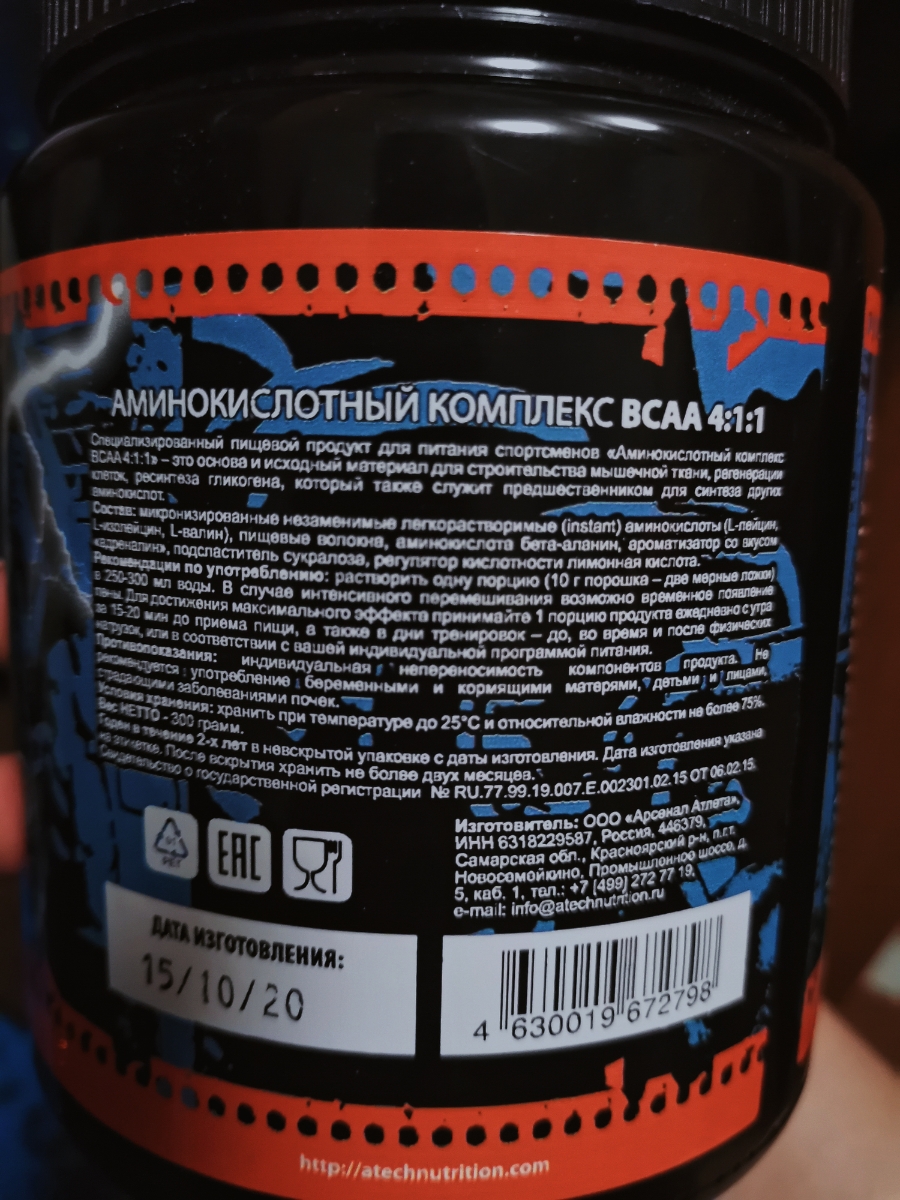 АМИНОКИСЛОТНЫЙ КОМПЛЕКС BCAA 4:1:1
Специализированный пищевой продукт для питания спортсменов «Аминокислотный комплекс
BCAA 4:1:1» – это основа и исходный материал для строительства мышечной ткани, регенерации
клеток, ресинтеза гликогена, который также служит предшественником для синтеза других
аминокислот.
Состав: микронизированные незаменимые легкорастворимые (instant) аминокислоты (L-лейцин,
L-изолейцин, L-валин), пищевые волокна, аминокислота бета-аланин, ароматизатор со вкусом
«адреналин», подсластитель сукралоза, регулятор кислотности лимонная кислота.
Рекомендации по употреблению: растворить одну порцию (10 г порошка – две мерные ложки)
в 250-300 мл воды. В случае интенсивного перемешивания возможно временное появление
пены. Для достижения максимального эффекта принимайте 1 порцию продукта ежедневно с утра
за 15-20 мин до приема пищи, а также в дни тренировок – до, во время и после физических
нагрузок, или в соответствии с вашей индивидуальной программой питания.
Противопоказания: индивидуальная непереносимость компонентов продукта. Не
рекомендуется употребление беременными и кормящими матерями, детьми и лицами,
страдающими заболеваниями почек.
Условия хранения: хранить при температуре до 25°C и относительной влажности не более 75%.
Вес НЕТТО - 300 грамм.
Годен в течение 2-х лет в невскрытой упаковке с даты изготовления. Дата изготовления указана
на этикетке. После вскрытия хранить не более двух месяцев.
Свидетельство о государственной регистрации № RU.77.99.19.007.E.002301.02.15 ОТ 06.02.15.
Изготовитель: ООО «Арсенал Атлета»,
ИНН 6318229587, Россия, 446379,
Самарская обл., Красноярский р-н, п.г.т.
Новосемейкино, Промышленное шоссе, д.
5, каб. 1, тел.: +7 (499) 272 77 19,
e-mail: info@atechnutrition.ru
EAC
ДАТА ИЗГОТОВЛЕНИЯ:
15/10/20
4 630019 672798
http://atechnutrition.com